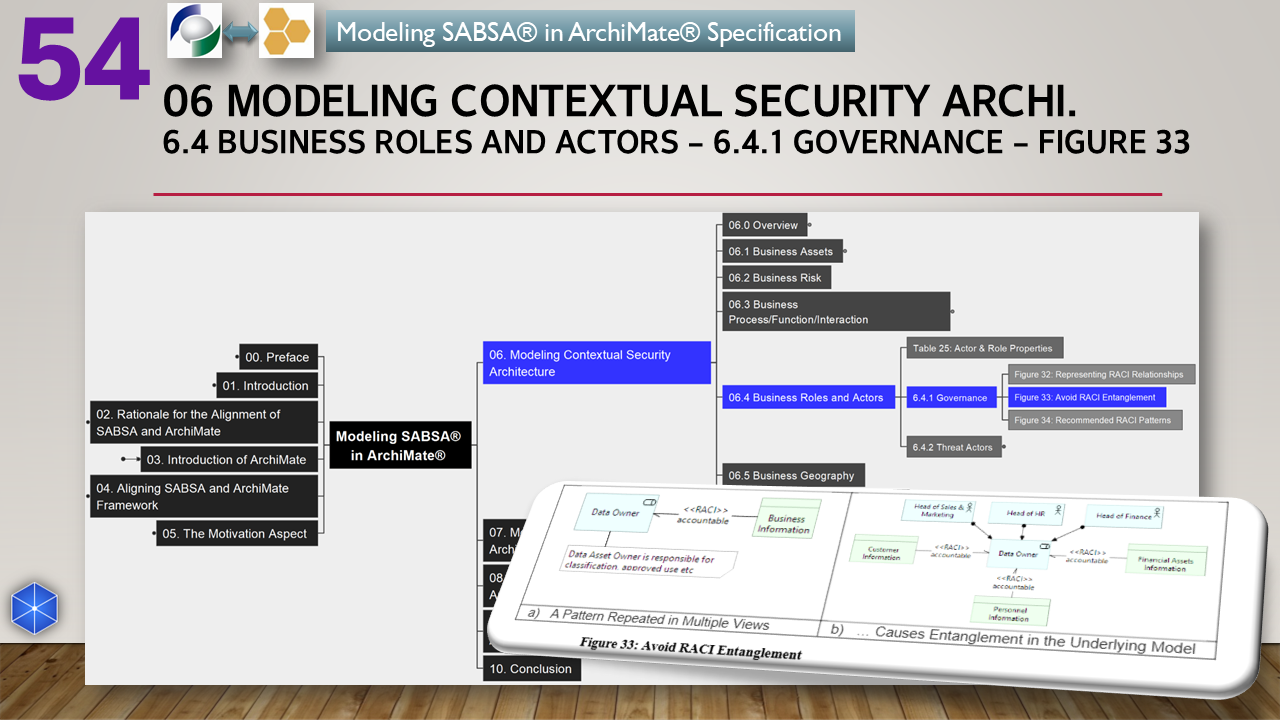 54
Modeling SABSA® in ArchiMate® Specification
06 MODELING CONTEXTUAL SECURITY ARCHI.
6.4 BUSINESS ROLES AND ACTORS – 6.4.1 GOVERNANCE – FIGURE 33
00. Preface
01. Introduction
02. Rationale for the Alignment of
SABSA and ArchiMate
03. Introduction of ArchiMate
04. Aligning SABSA and ArchiMate
Framework
05. The Motivation Aspect
Modeling SABSA®
in ArchiMate®
06. Modeling Contextual Security
Architecture
06.0 Overview
06.1 Business Assets
06.2 Business Risk
06.3 Business
Process/Function/Interaction
06.4 Business Roles and Actors
Table 25: Actor & Role Properties
6.4.1 Governance
Figure 32: Representing RACI Relationships
Figure 33: Avoid RACI Entanglement
Figure 34: Recommended RACI Patterns
6.4.2 Threat Actors
06.5 Business Geography
07.
08
10. Conclusion
Data Owner
<<RACI>>
accountable
Business
Information
Data Asset Owner is responsible for
classification, approved use etc
a) A Pattern Repeated in Multiple Views
Head of Sales &
Marketing
Head of HR
Head of Finance
Customer
Information
<<RACI>>
accountable
Data Owner
<<RACI>>
accountable
Financial Assets
Information
<<RACI>>
accountable
Personnel
Information
b) ... Causes Entanglement in the Underlying Model
Figure 33: Avoid RACI Entanglement